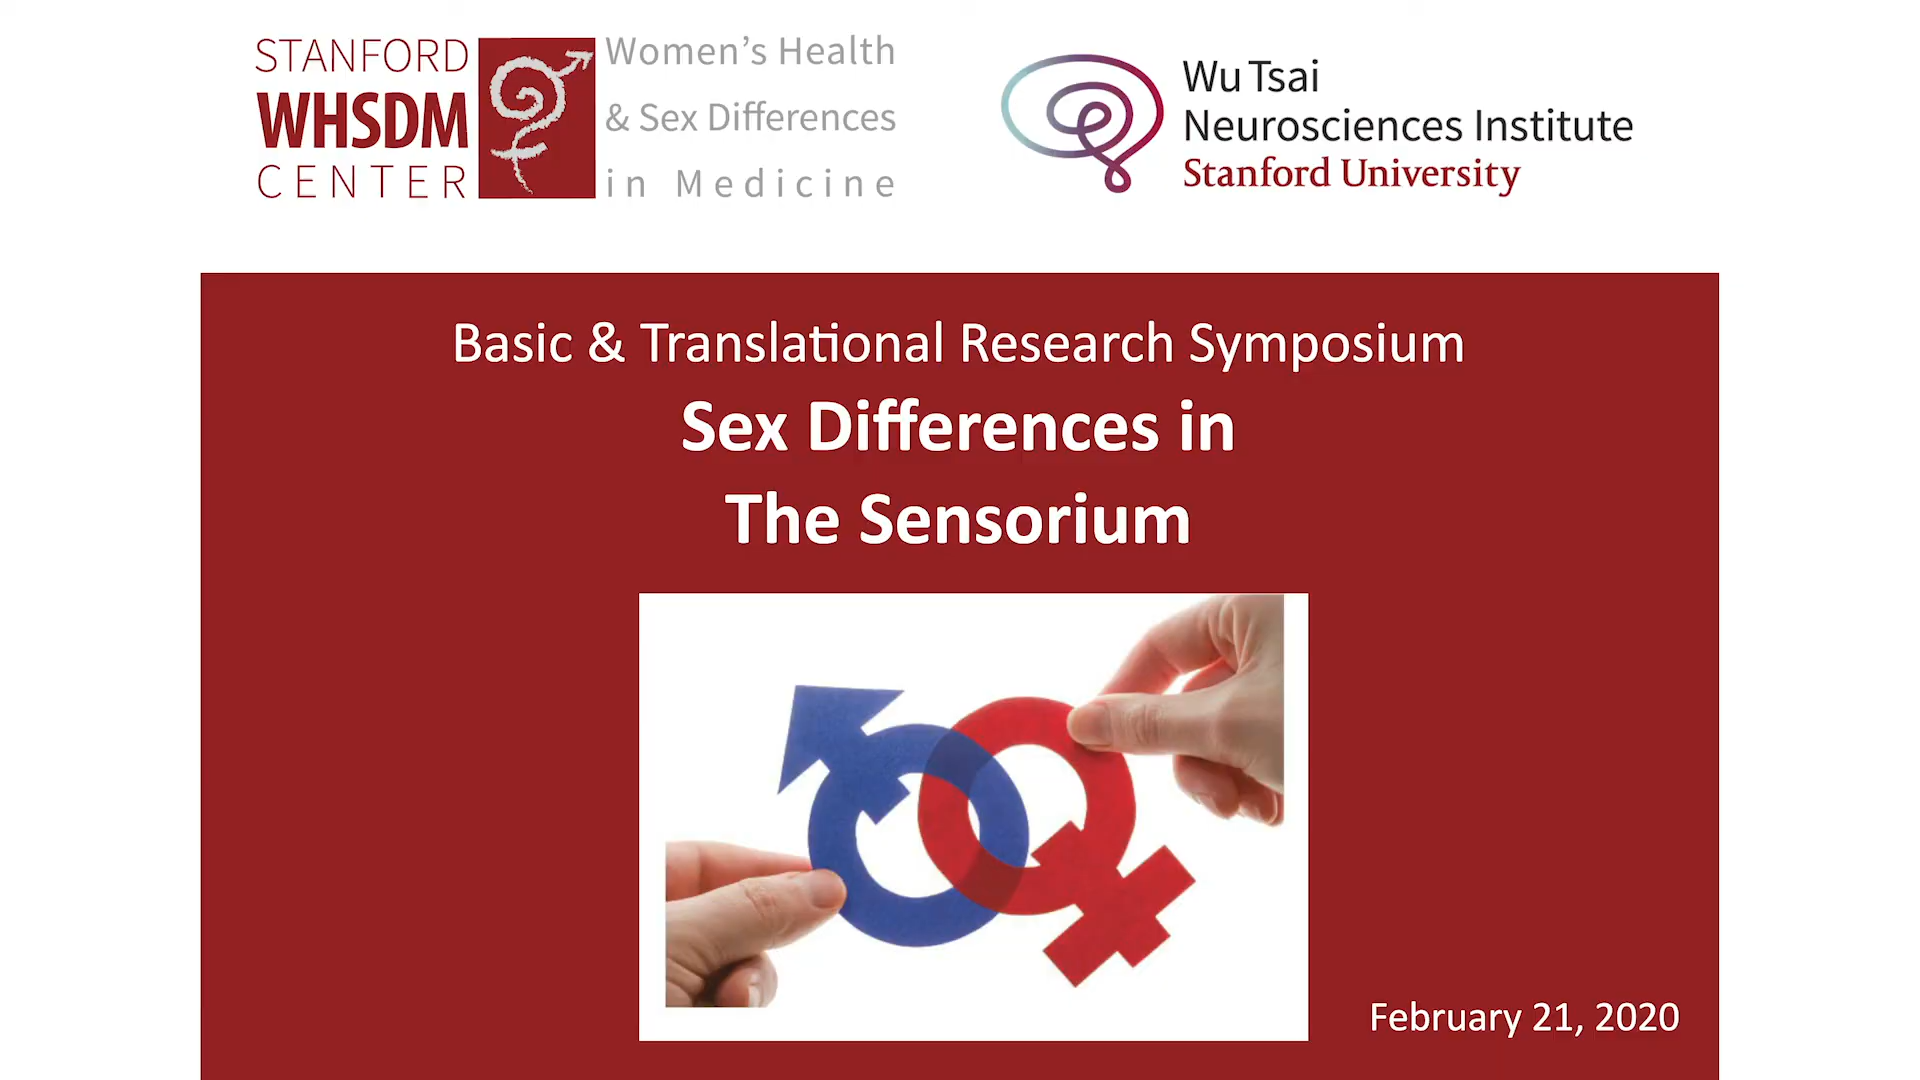 STANFORD
WHSDM
CENTER
Women's Health
& Sex Differences
in Medicine
Wu Tsai
Neurosciences Institute
Stanford University
Basic & Translational Research Symposium
Sex Differences in
The Sensorium
February 21, 2020